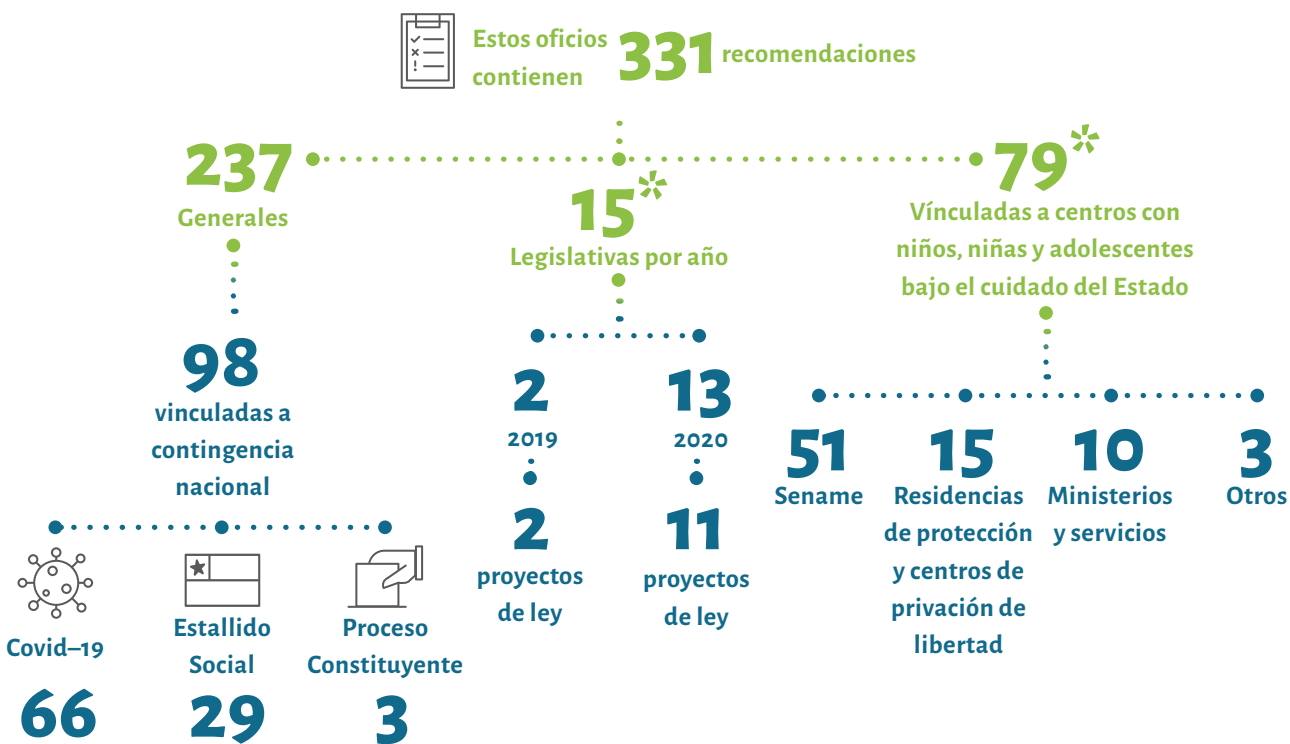 Estos oficios
contienen
331 recomendaciones
237
Generales
15*
Legislativas por año
79*
Vínculadas a centros con
niños, niñas y adolescentes
bajo el cuidado del Estado
98
vinculadas a
contingencia
nacional
Covid–19
66
Estallido
Social
29
Proceso
Constituyente
3
2
2019
2
proyectos
de ley
13
2020
11
proyectos
de ley
51
Sename
15
Residencias
de protección
y centros de
privación de
libertad
10
Ministerios
y servicios
3
Otros